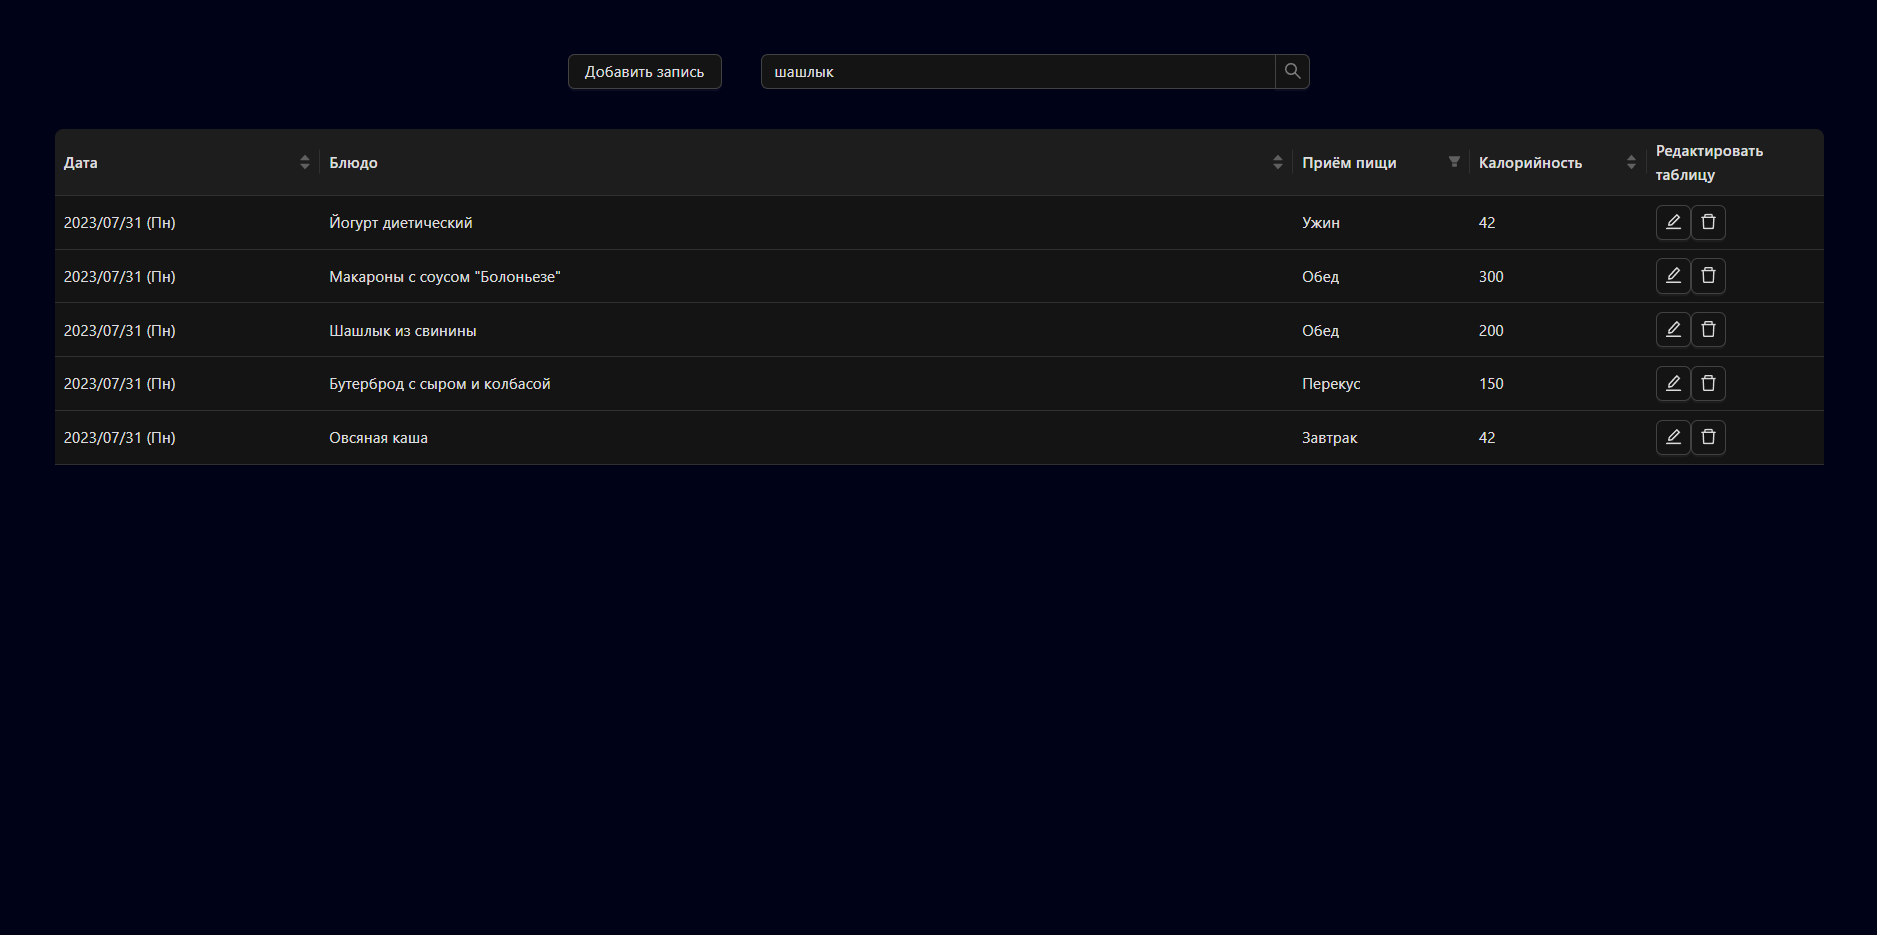 Добавить запись
шашлык
Дата Блюдо Приём пищи Калорийность Редактировать таблицу
2023/07/31 (Пн) Йогурт диетический Ужин 42
2023/07/31 (Пн) Макароны с соусом "Болоньезе" Обед 300
2023/07/31 (Пн) Шашлык из свинины Обед 200
2023/07/31 (Пн) Бутерброд с сыром и колбасой Перекус 150
2023/07/31 (Пн) Овсяная каша Завтрак 42